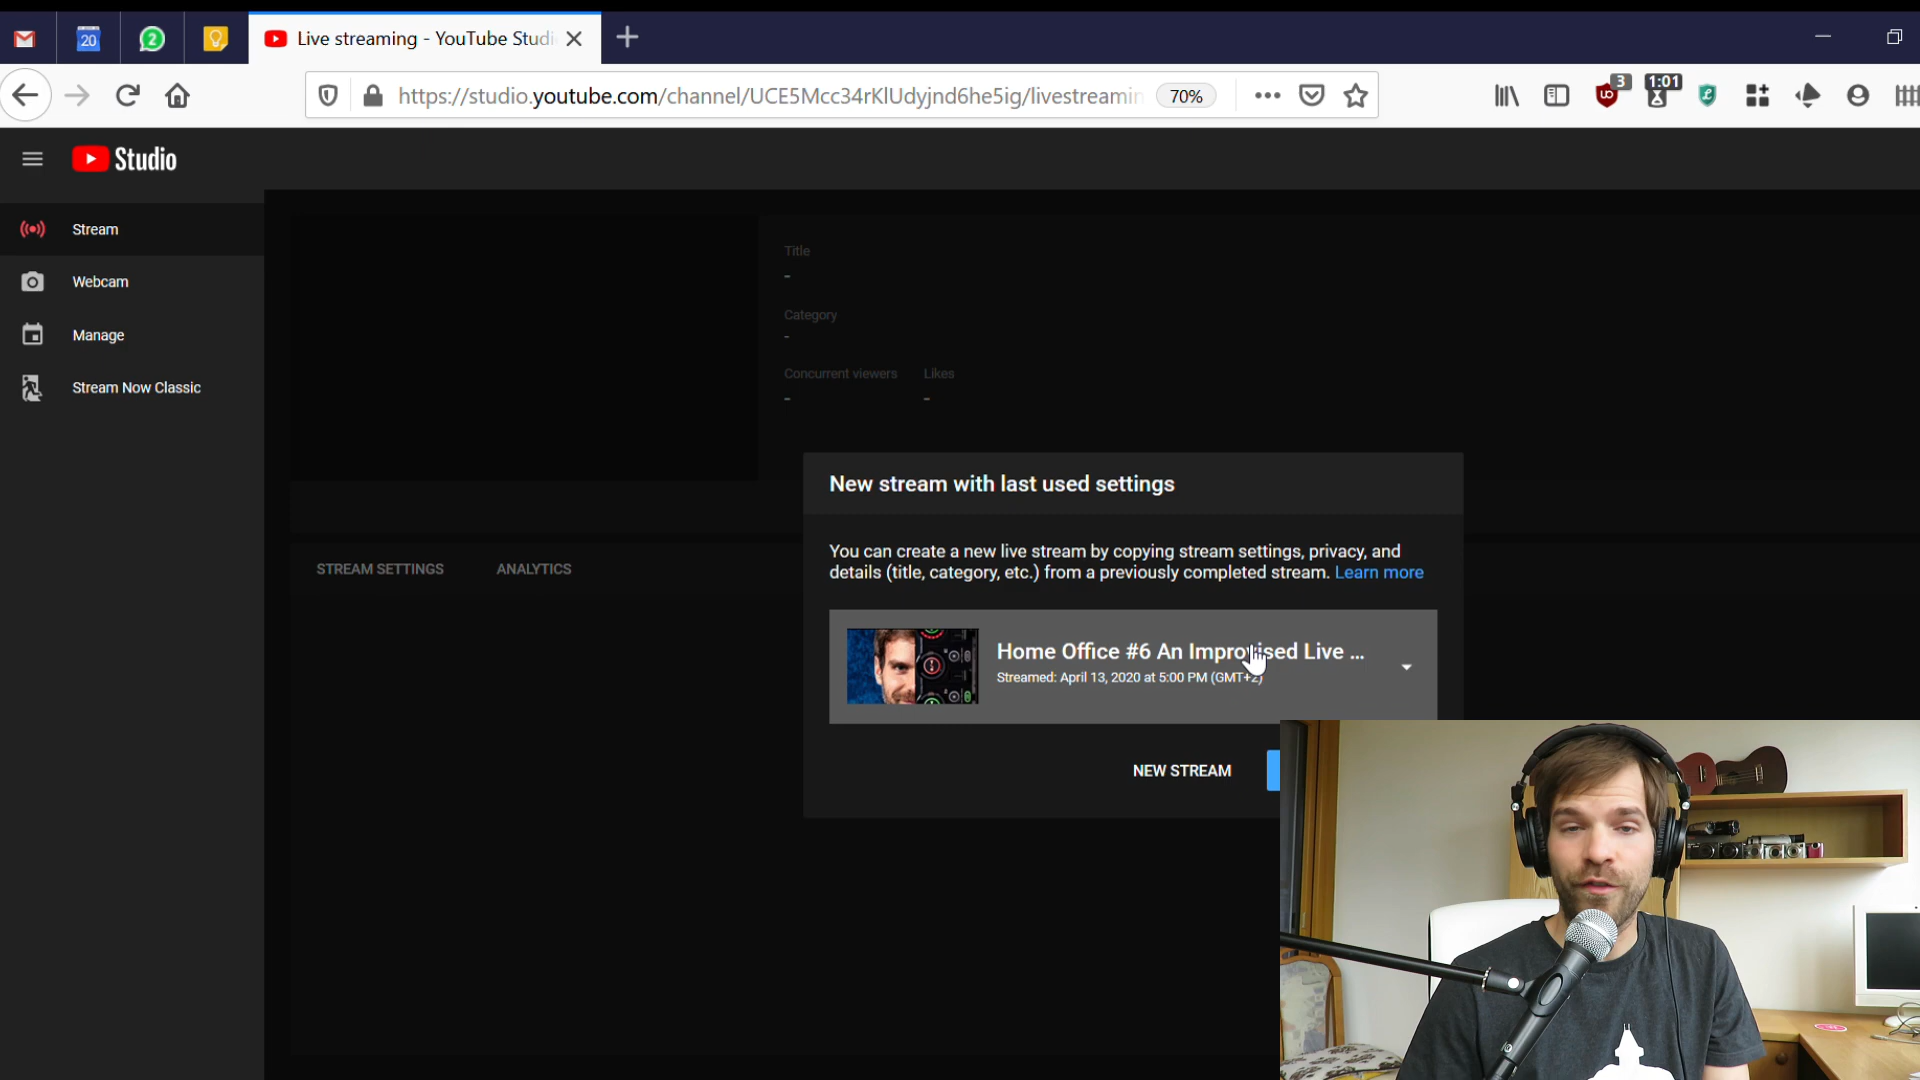 20
2
Live streaming - YouTube Studi
https://studio.youtube.com/channel/UCE5Mcc34rKlUdyjnd6he5ig/livestreamin
70%
3
1:01
Studio
Stream
Webcam
Manage
Stream Now Classic
Title
-
Category
-
Concurrent viewers Likes
- -
STREAM SETTINGS ANALYTICS
New stream with last used settings
You can create a new live stream by copying stream settings, privacy, and
details (title, category, etc.) from a previously completed stream. Learn more
Home Office #6 An Improvised Live ...
Streamed: April 13, 2020 at 5:00 PM (GMT+2)
NEW STREAM